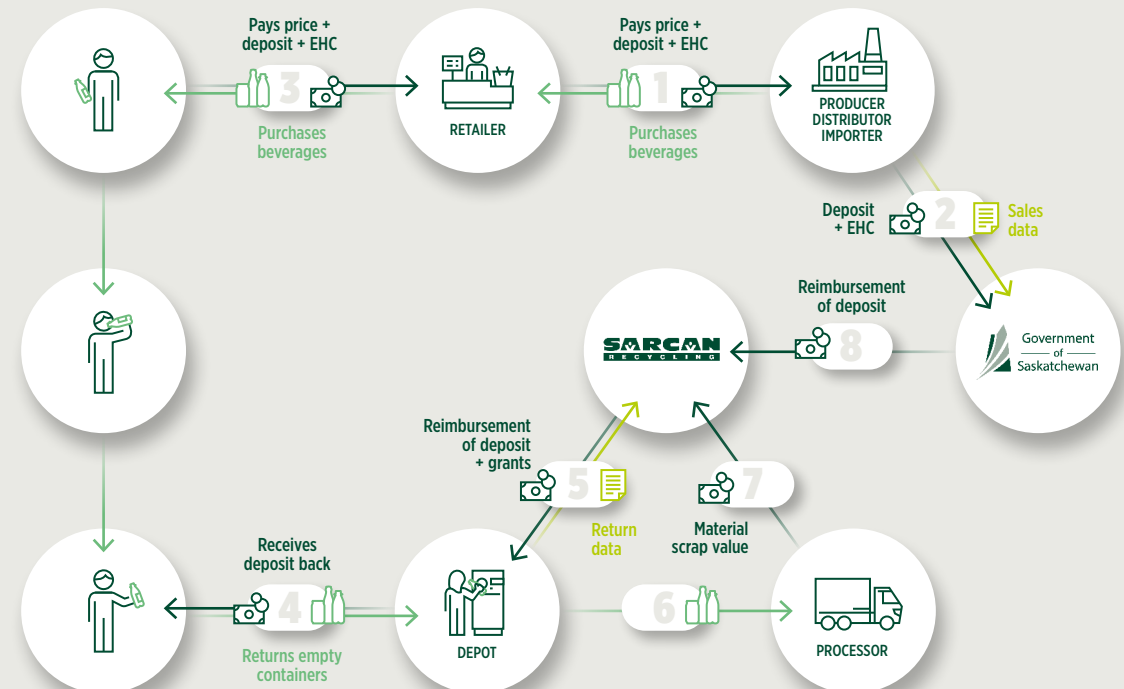 Pays price +
deposit + EHC
3
Purchases
beverages
RETAILER
Pays price +
deposit + EHC
1
Purchases
beverages
PRODUCER
DISTRIBUTOR
IMPORTER
Deposit
+ EHC
2
Sales
data
Reimbursement
of deposit
8
SARCAN
RECYCLING
Government
of
Saskatchewan
Reimbursement
of deposit
+ grants
5
Return
data
7
Material
scrap value
Receives
deposit back
4
Returns empty
containers
DEPOT
6
PROCESSOR